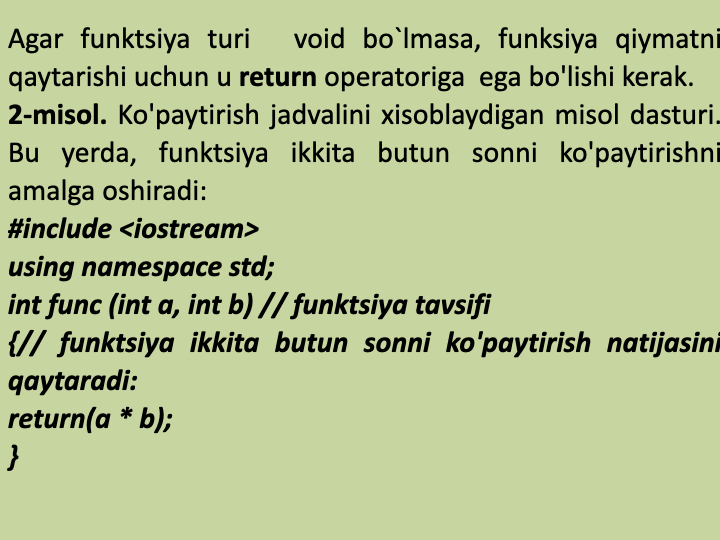 Agar funktsiya turi void bo`lmasa, funksiya qiymatni
qaytarishi uchun u return operatoriga ega bo'lishi kerak.
2-misol. Ko'paytirish jadvalini xisoblaydigan misol dasturi.
Bu yerda, funktsiya ikkita butun sonni ko'paytirishni
amalga oshiradi:
#include <iostream>
using namespace std;
int func (int a, int b) // funktsiya tavsifi
{// funktsiya ikkita butun sonni ko'paytirish natijasini
qaytaradi:
return(a * b);
}